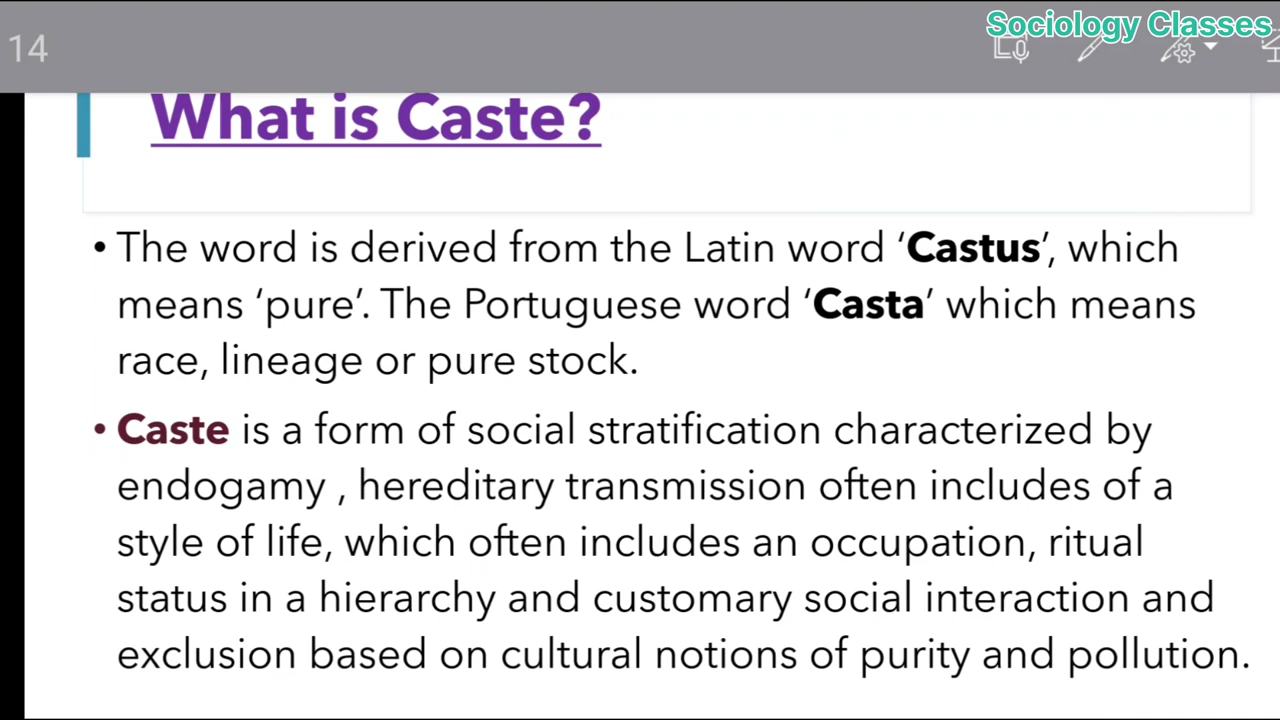 Sociology Classes
14
What is Caste?
• The word is derived from the Latin word ‘Castus’, which
means ‘pure’. The Portuguese word ‘Casta’ which means
race, lineage or pure stock.
• Caste is a form of social stratification characterized by
endogamy , hereditary transmission often includes of a
style of life, which often includes an occupation, ritual
status in a hierarchy and customary social interaction and
exclusion based on cultural notions of purity and pollution.